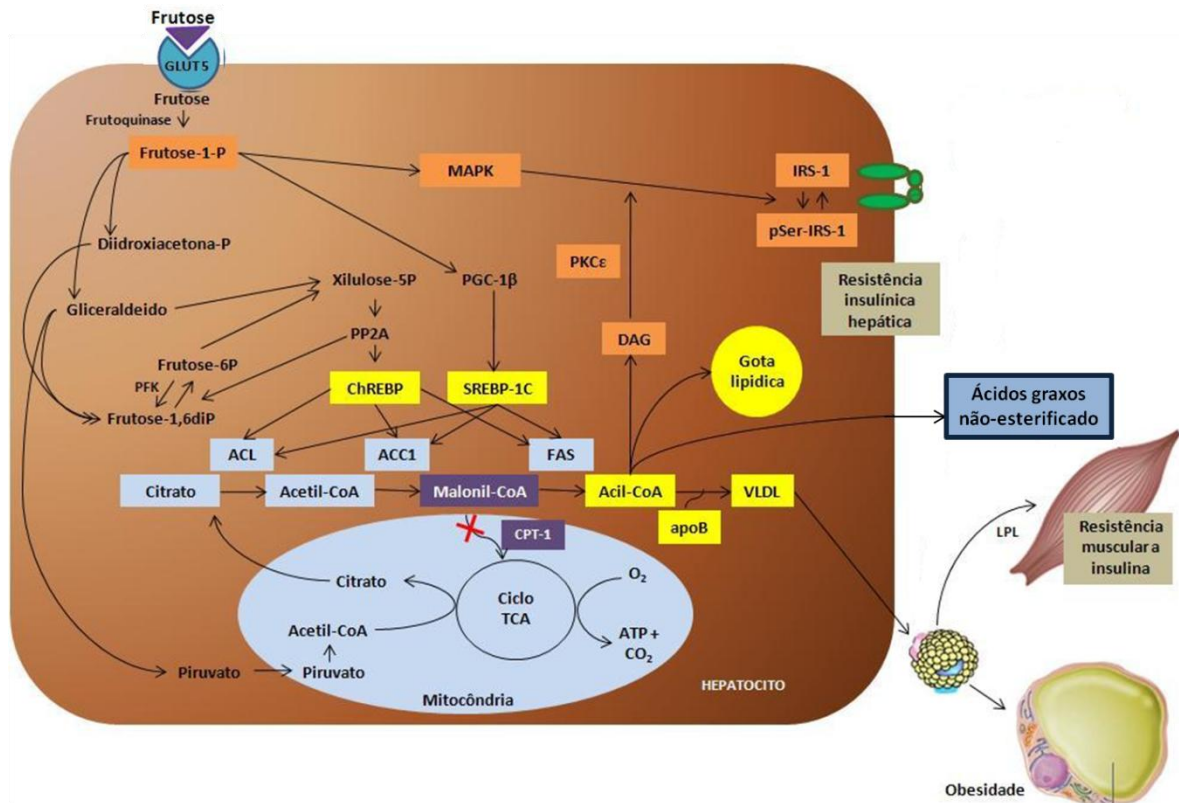 Frutose
GLUT5
Frutose
Frutoquinase
Frutose-1-P
MAPK
IRS-1
pSer-IRS-1
Diidroxiacetona-P
PKCε
Xilulose-5P
PGC-1β
Resistência
insulínica
hepática
Gliceraldeido
PP2A
DAG
Frutose-6P
Gota
lipidica
PFK
ChREBP
SREBP-1C
Ácidos graxos
não-esterificado
Frutose-1,6diP
ACL
ACC1
FAS
Citrato
Acetil-CoA
Malonil-CoA
Acil-CoA
VLDL
apoB
CPT-1
LPL
Resistência
muscular a
insulina
Citrato
O2
Ciclo
TCA
Acetil-CoA
ATP +
CO2
Piruvato
Piruvato
Mitocôndria
HEPATOCITO
Obesidade